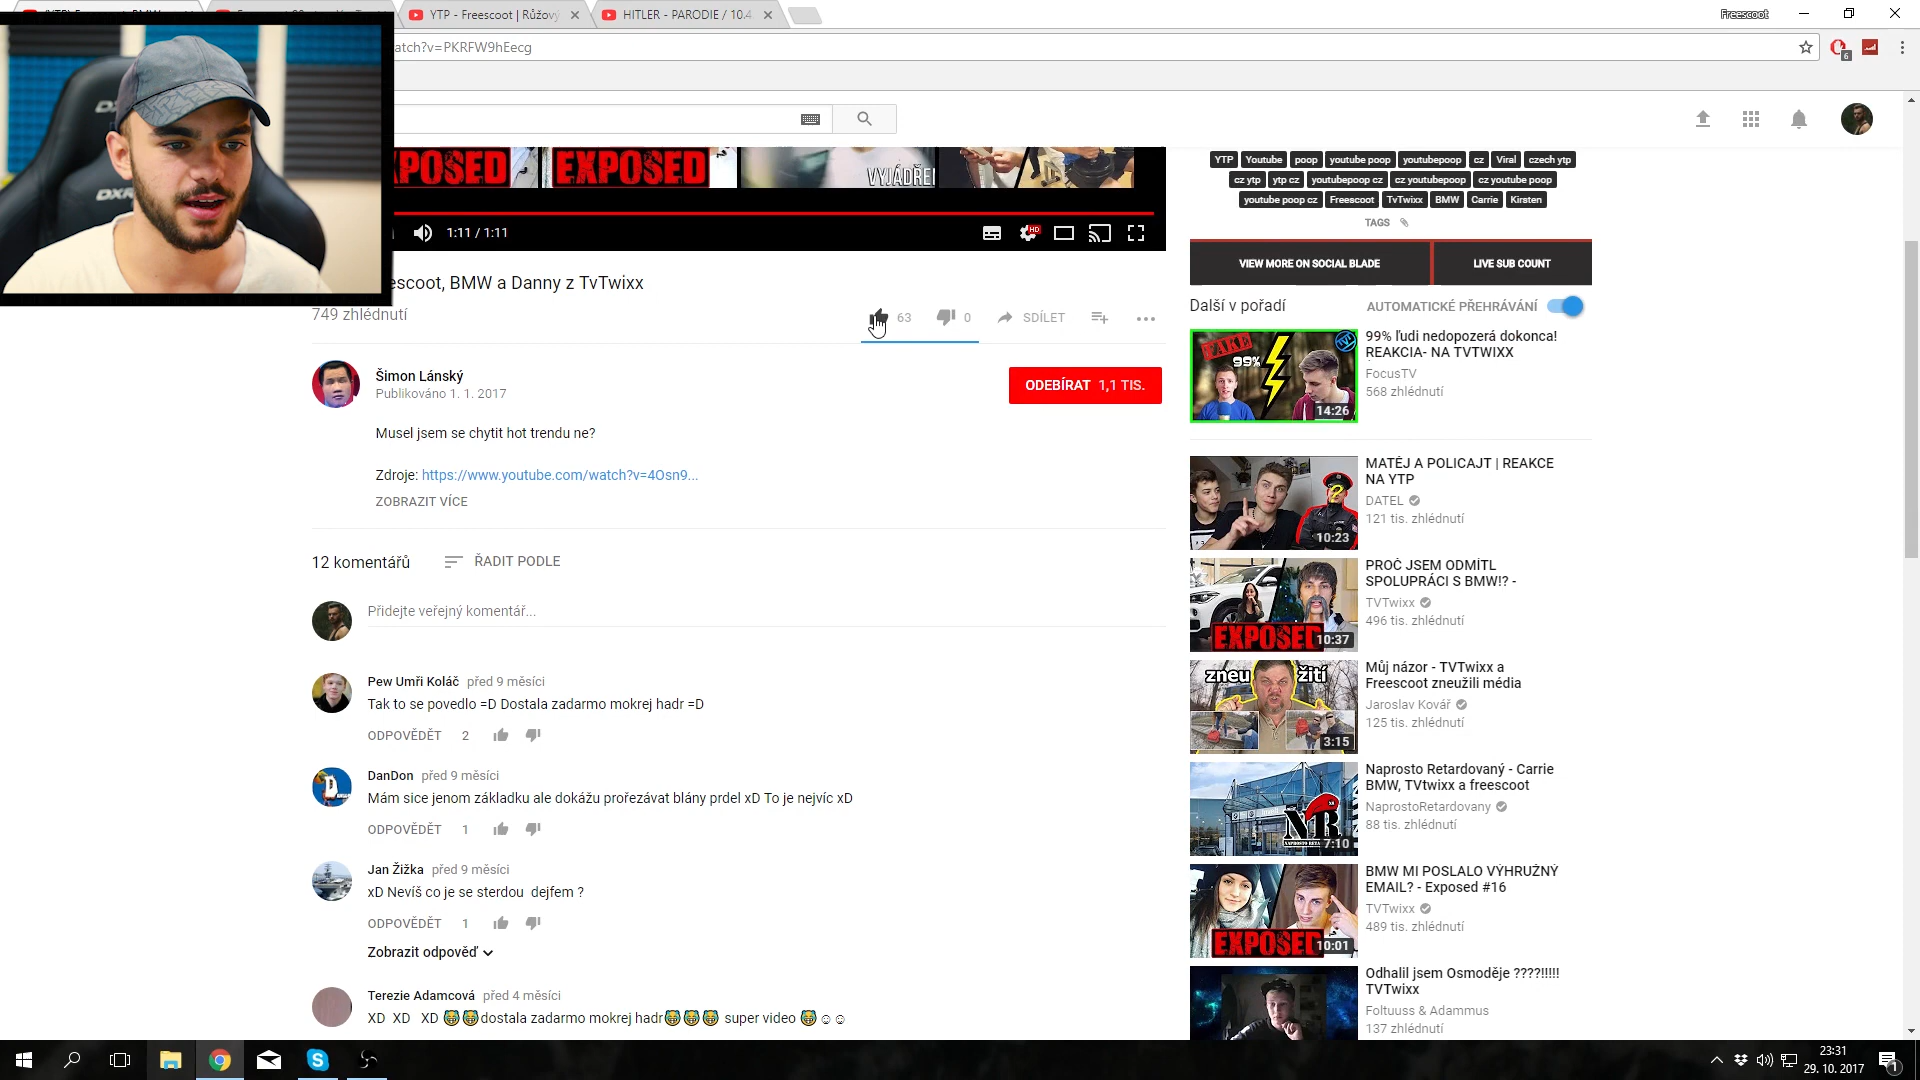 YTP - Freescoot | Růžový
HITLER - PARODIE / 10.4
Freescoot
atch?v=PKRFW9hEecg
6
EXPOSED
EXPOSED
VYJÁDŘEI
1:11 / 1:11
HD
escoot, BMW a Danny z TvTwixx
749 zhlédnutí
63
0
SDÍLET
Šimon Lánský
Publikováno 1. 1. 2017
ODEBÍRAT 1,1 TIS.
Musel jsem se chytit hot trendu ne?
Zdroje: https://www.youtube.com/watch?v=4Osn9...
ZOBRAZIT VÍCE
12 komentářů
ŘADIT PODLE
Přidejte veřejný komentář...
Pew Umři Koláč před 9 měsíci
Tak to se povedlo =D Dostala zadarmo mokrej hadr =D
ODPOVĚDĚT 2
DanDon před 9 měsíci
Mám sice jenom základku ale dokážu prořezávat blány prdel xD To je nejvíc xD
ODPOVĚDĚT 1
Jan Žižka před 9 měsíci
xD Nevíš co je se sterdou dejfem ?
ODPOVĚDĚT 1
Zobrazit odpověď
Terezie Adamcová před 4 měsíci
XD XD XD 😹😹dostala zadarmo mokrej hadr😹😹😹 super video 😹☺☺
YTP Youtube poop youtube poop youtubepoop cz Viral czech ytp
cz ytp ytp cz youtubepoop cz cz youtubepoop cz youtube poop
youtube poop cz Freescoot TvTwixx BMW Carrie Kirsten
TAGS
VIEW MORE ON SOCIAL BLADE
LIVE SUB COUNT
Další v pořadí
AUTOMATICKÉ PŘEHRÁVÁNÍ
FAKE
99%
14:26
99% ľudi nedopozerá dokonca!
REAKCIA- NA TVTWIXX
FocusTV
568 zhlédnutí
10:23
MATĚJ A POLICAJT | REAKCE
NA YTP
DATEL
121 tis. zhlédnutí
EXPOSED
10:37
PROČ JSEM ODMÍTL
SPOLUPRÁCI S BMW!? -
TVTwixx
496 tis. zhlédnutí
zneu žití
3:15
Můj názor - TVTwixx a
Freescoot zneužili média
Jaroslav Kovář
125 tis. zhlédnutí
NR
7:10
Naprosto Retardovaný - Carrie
BMW, TVtwixx a freescoot
NaprostoRetardovany
88 tis. zhlédnutí
EXPOSED
10:01
BMW MI POSLALO VÝHRUŽNÝ
EMAIL? - Exposed #16
TVTwixx
489 tis. zhlédnutí
Odhalil jsem Osmoděje ????!!!!!
TVTwixx
Foltuuss & Adammus
137 zhlédnutí
23:31
29. 10. 2017
1